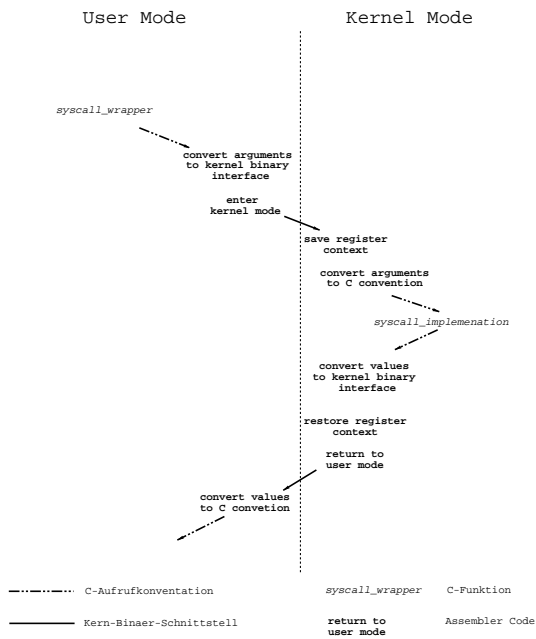 User Mode
Kernel Mode
syscall_wrapper
convert arguments
to kernel binary
interface
enter
kernel mode
save register
context
convert arguments
to C convention
syscall_implemenation
convert values
to kernel binary
interface
restore register
context
return to
user mode
convert values
to C convetion
C-Aufrufkonventation
syscall_wrapper
C-Funktion
Kern-Binaer-Schnittstell
return to
user mode
Assembler Code